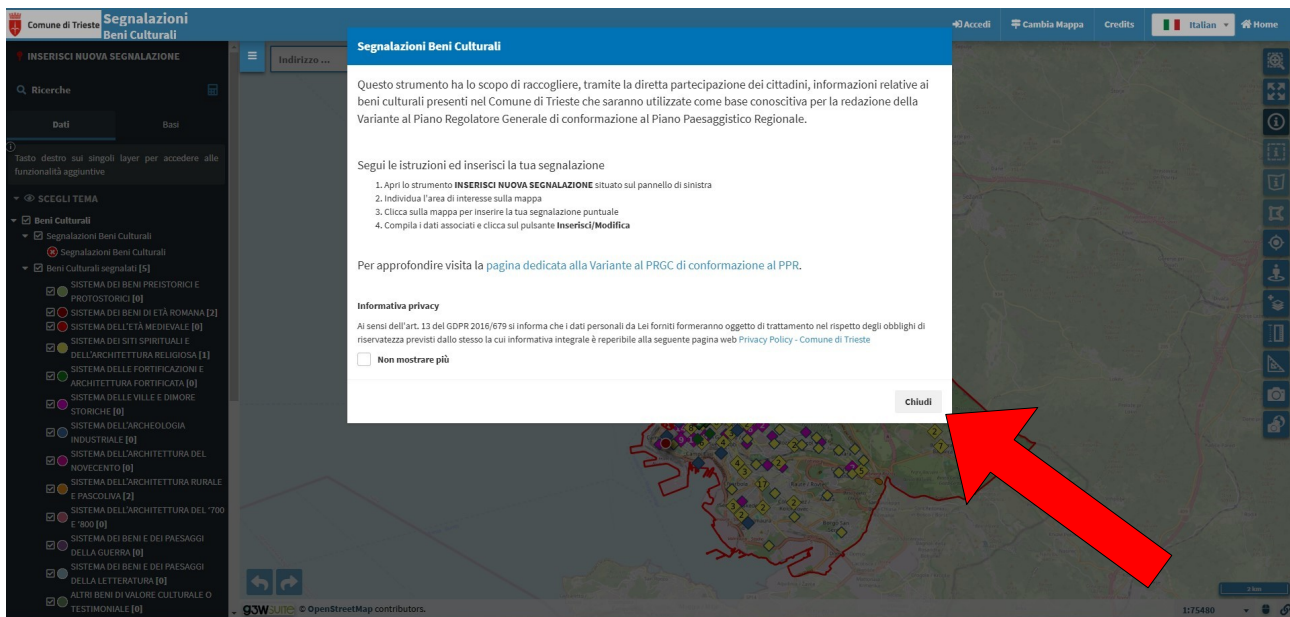 Comune di Trieste
Segnalazioni
Beni Culturali
Accedi
Cambia Mappa
Credits
Italian
Home
INSERISCI NUOVA SEGNALAZIONE
Indirizzo ...
Ricerche
Dati
Basi
Tasto destro sui singoli layer per accedere alle
funzionalità aggiuntive
SCEGLI TEMA
Beni Culturali
Segnalazioni Beni Culturali
Segnalazioni Beni Culturali
Beni Culturali segnalati [5]
SISTEMA DEI BENI PREISTORICI E
PROTOSTORICI [0]
SISTEMA DEI BENI DI ETÀ ROMANA [2]
SISTEMA DELL'ETÀ MEDIEVALE [0]
SISTEMA DEI SITI SPIRITUALI E
DELL'ARCHITETTURA RELIGIOSA [1]
SISTEMA DELLE FORTIFICAZIONI E
ARCHITETTURA FORTIFICATA [0]
SISTEMA DELLE VILLE E DIMORE
STORICHE [0]
SISTEMA DELL'ARCHEOLOGIA
INDUSTRIALE [0]
SISTEMA DELL'ARCHITETTURA DEL
NOVECENTO [0]
SISTEMA DELL'ARCHITETTURA RURALE
E PASCOLIVA [2]
SISTEMA DELL'ARCHITETTURA DEL '700
E '800 [0]
SISTEMA DEI BENI E DEI PAESAGGI
DELLA GUERRA [0]
SISTEMA DEI BENI E DEI PAESAGGI
DELLA LETTERATURA [0]
ALTRI BENI DI VALORE CULTURALE O
TESTIMONIALE [0]
Segnalazioni Beni Culturali
Questo strumento ha lo scopo di raccogliere, tramite la diretta partecipazione dei cittadini, informazioni relative ai
beni culturali presenti nel Comune di Trieste che saranno utilizzate come base conoscitiva per la redazione della
Variante al Piano Regolatore Generale di conformazione al Piano Paesaggistico Regionale.
Segui le istruzioni ed inserisci la tua segnalazione
1. Apri lo strumento INSERISCI NUOVA SEGNALAZIONE situato sul pannello di sinistra
2. Individua l'area di interesse sulla mappa
3. Clicca sulla mappa per inserire la tua segnalazione puntuale
4. Compila i dati associati e clicca sul pulsante Inserisci/Modifica
Per approfondire visita la pagina dedicata alla Variante al PRGC di conformazione al PPR.
Informativa privacy
Ai sensi dell'art. 13 del GDPR 2016/679 si informa che i dati personali da Lei forniti formeranno oggetto di trattamento nel rispetto degli obblighi di
riservatezza previsti dallo stesso la cui informativa integrale è reperibile alla seguente pagina web Privacy Policy - Comune di Trieste
Non mostrare più
Chiudi
G3WSUITE © OpenStreetMap contributors.
2 km
1:75480